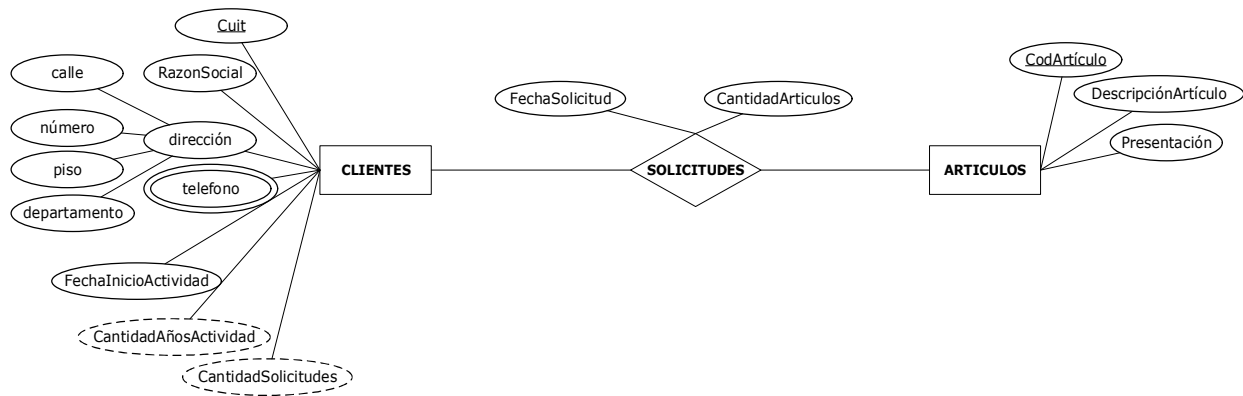 Cuit
calle
RazonSocial
CodArtículo
FechaSolicitud
CantidadArticulos
DescripciónArtículo
número
dirección
Presentación
piso
CLIENTES
SOLICITUDES
ARTICULOS
telefono
departamento
FechaInicioActividad
CantidadAñosActividad
CantidadSolicitudes